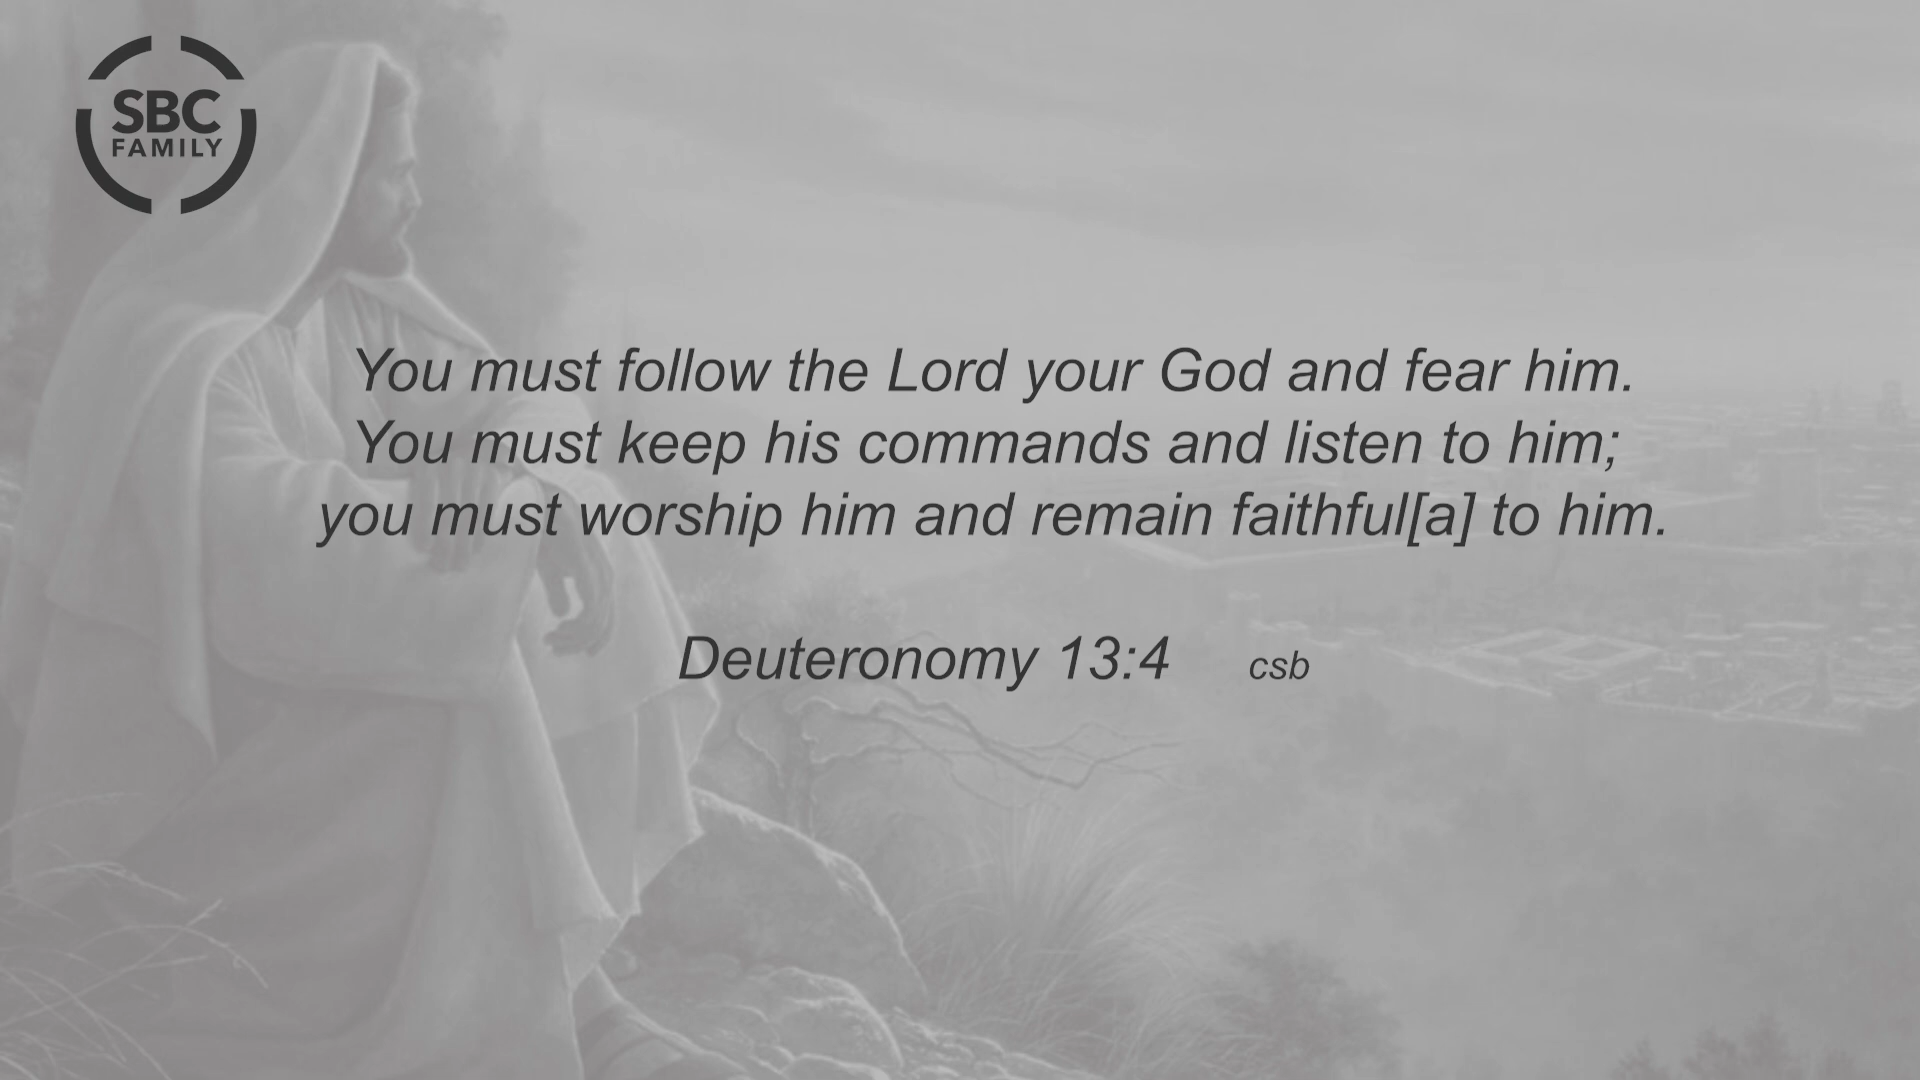 SBC
FAMILY
You must follow the Lord your God and fear him.
You must keep his commands and listen to him;
you must worship him and remain faithful[a] to him.
Deuteronomy 13:4 csb